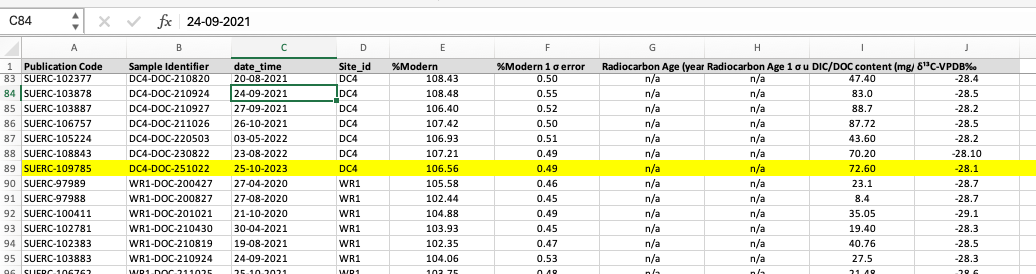 C84 fx 24-09-2021
A B C D E F G H I J
1 Publication Code Sample Identifier date_time Site_id %Modern %Modern 1 σ error Radiocarbon Age (year Radiocarbon Age 1 σ u DIC/DOC content (mg/ δ¹³C-VPDB‰
83 SUERC-102377 DC4-DOC-210820 20-08-2021 DC4 108.43 0.50 n/a n/a 47.40 -28.4
84 SUERC-103878 DC4-DOC-210924 24-09-2021 DC4 108.48 0.55 n/a n/a 83.0 -28.5
85 SUERC-103887 DC4-DOC-210927 27-09-2021 DC4 106.40 0.52 n/a n/a 88.7 -28.2
86 SUERC-106757 DC4-DOC-211026 26-10-2021 DC4 107.42 0.50 n/a n/a 87.72 -28.5
87 SUERC-105224 DC4-DOC-220503 03-05-2022 DC4 106.93 0.51 n/a n/a 43.60 -28.2
88 SUERC-108843 DC4-DOC-230822 23-08-2022 DC4 107.21 0.49 n/a n/a 70.20 -28.10
89 SUERC-109785 DC4-DOC-251022 25-10-2023 DC4 106.56 0.49 n/a n/a 72.60 -28.1
90 SUERC-97989 WR1-DOC-200427 27-04-2020 WR1 105.58 0.46 n/a n/a 23.1 -28.7
91 SUERC-97988 WR1-DOC-200827 27-08-2020 WR1 102.44 0.45 n/a n/a 8.4 -28.7
92 SUERC-100411 WR1-DOC-201021 21-10-2020 WR1 104.88 0.49 n/a n/a 35.05 -29.1
93 SUERC-102781 WR1-DOC-210430 30-04-2021 WR1 103.93 0.45 n/a n/a 19.40 -28.3
94 SUERC-102383 WR1-DOC-210819 19-08-2021 WR1 102.35 0.47 n/a n/a 40.76 -28.5
95 SUERC-103883 WR1-DOC-210924 24-09-2021 WR1 104.06 0.53 n/a n/a 27.5 -28.3
96 SUERC-106762 WR1-DOC-211025 25-10-2021 WR1 103.75 0.48 n/a n/a 21.48 -28.6